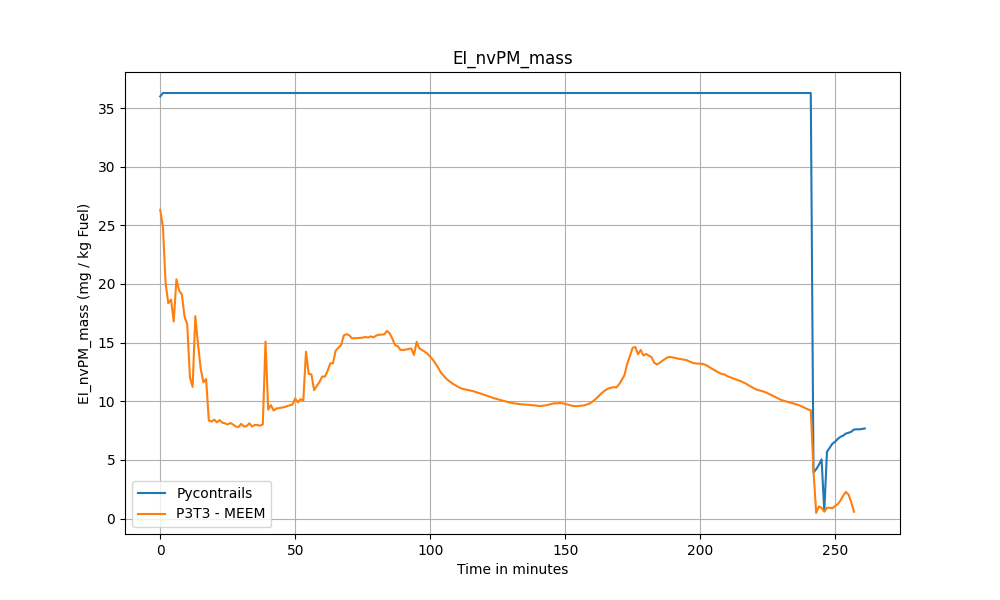 EI_nvPM_mass
EI_nvPM_mass (mg / kg Fuel)
35
30
25
20
15
10
5
0
Pycontrails
P3T3 - MEEM
0 50 100 150 200 250
Time in minutes